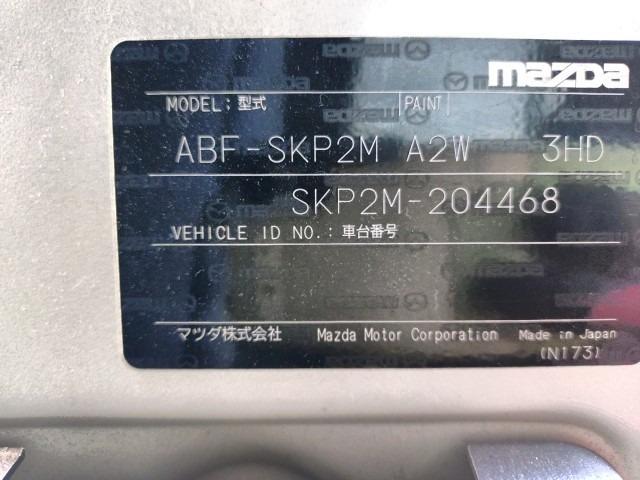 mazda
MODEL: 型式 PAINT
ABF-SKP2M A2W 3HD
SKP2M-204468
VEHICLE ID NO.: 車台番号
マツダ株式会社 Mazda Motor Corporation Made in Japan
(N173)